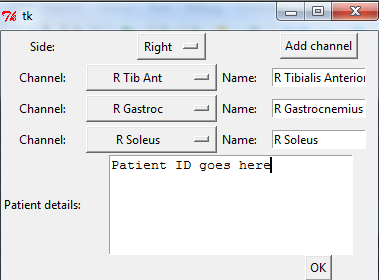 tk
Side: Right Add channel
Channel: R Tib Ant Name: R Tibialis Anterior
Channel: R Gastroc Name: R Gastrocnemius
Channel: R Soleus Name: R Soleus
Patient ID goes here
Patient details:
OK